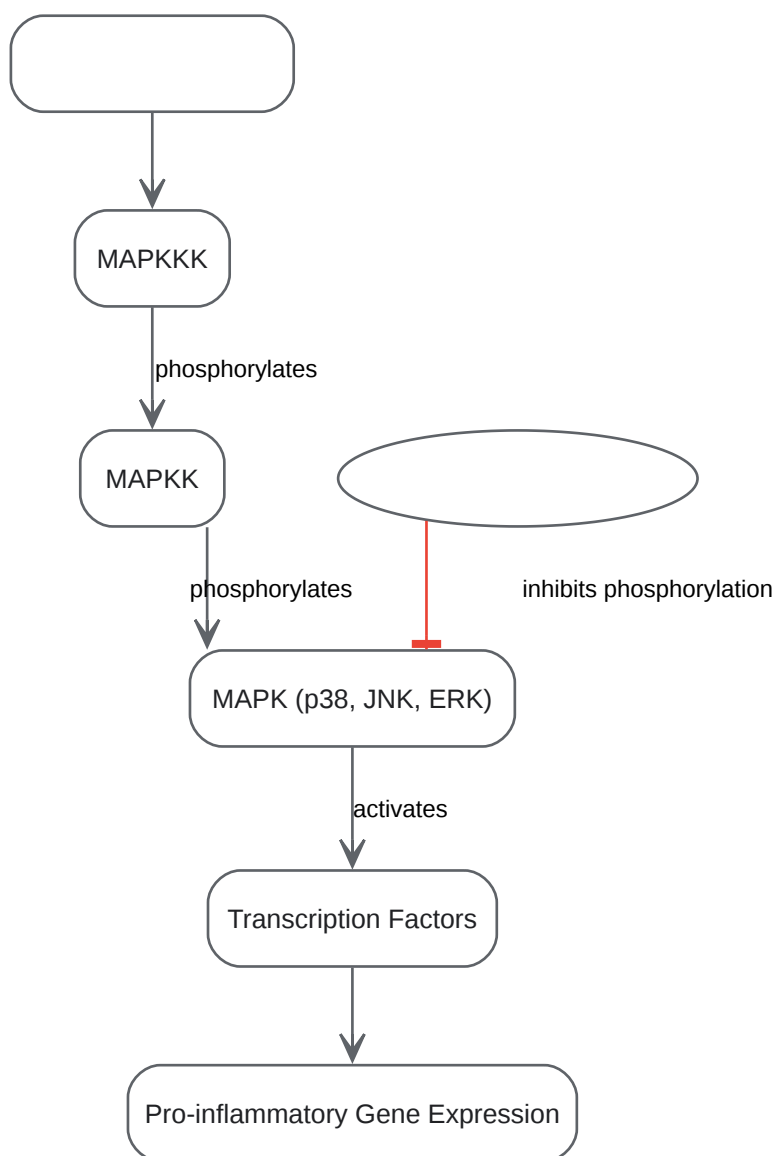 MAPKKK
phosphorylates
MAPKK
phosphorylates
inhibits phosphorylation
MAPK (p38, JNK, ERK)
activates
Transcription Factors
Pro-inflammatory Gene Expression